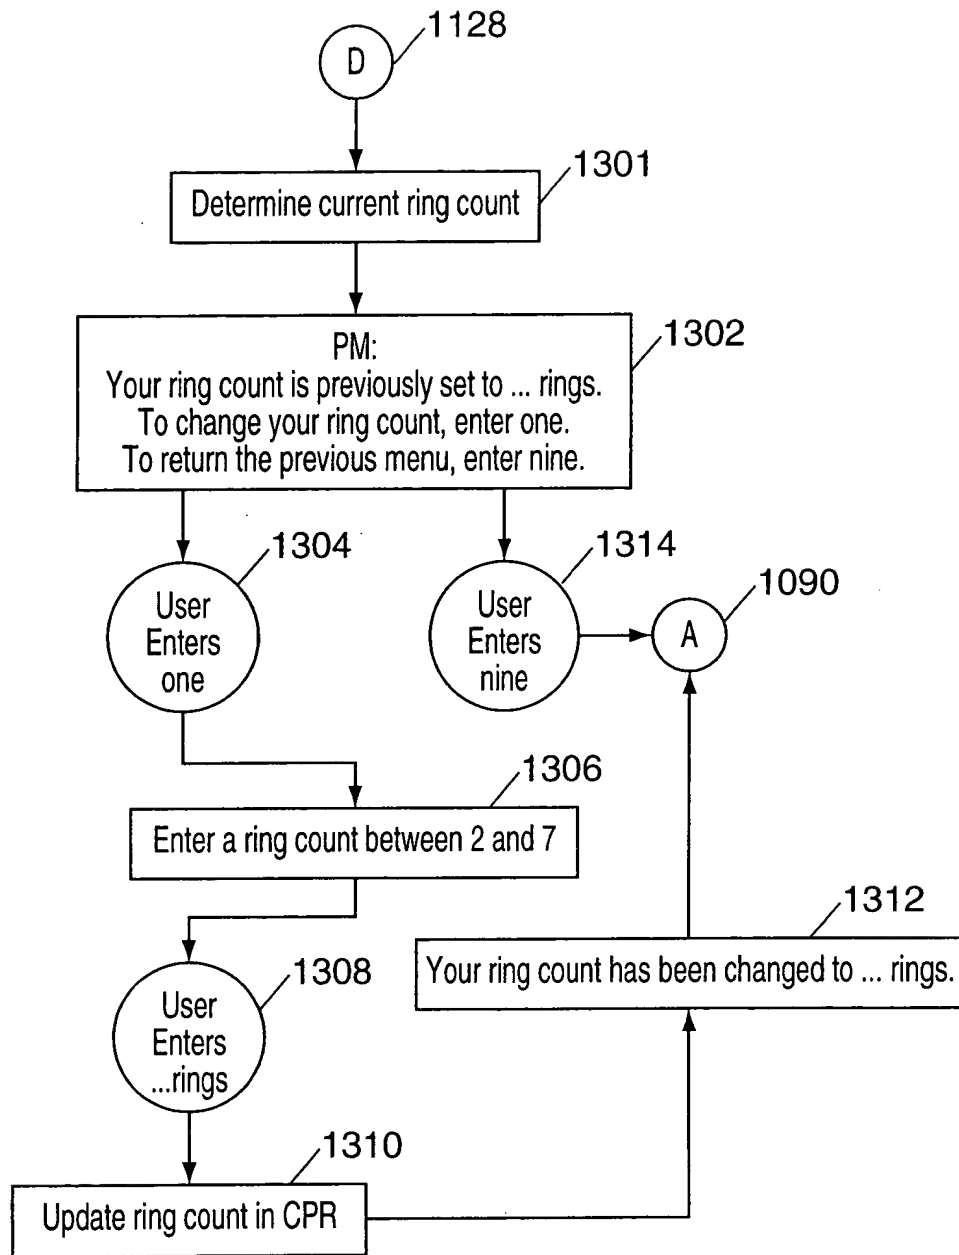 1128
D
1301
Determine current ring count
1302
PM:
Your ring count is previously set to ... rings.
To change your ring count, enter one.
To return the previous menu, enter nine.
1304
User
Enters
one
1314
User
Enters
nine
1090
A
1306
Enter a ring count between 2 and 7
1308
User
Enters
...rings
1312
Your ring count has been changed to ... rings.
1310
Update ring count in CPR